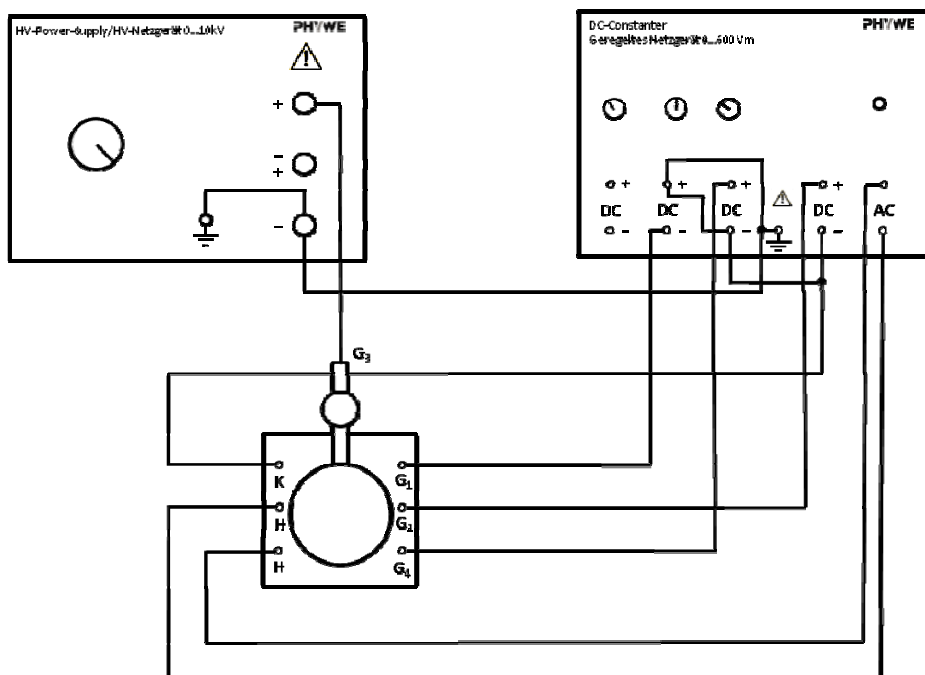 HV-Power-Supply/HV-Netzgerät 0...10kV
PHYWE
+
−
+
−
DC-Constanter
PHYWE
Geregeltes Netzgerät 0...600 Vm
+
+
+
+
DC
DC
DC
DC
AC
-
-
-
-
G₃
K
G₁
H
G₂
H
G₄